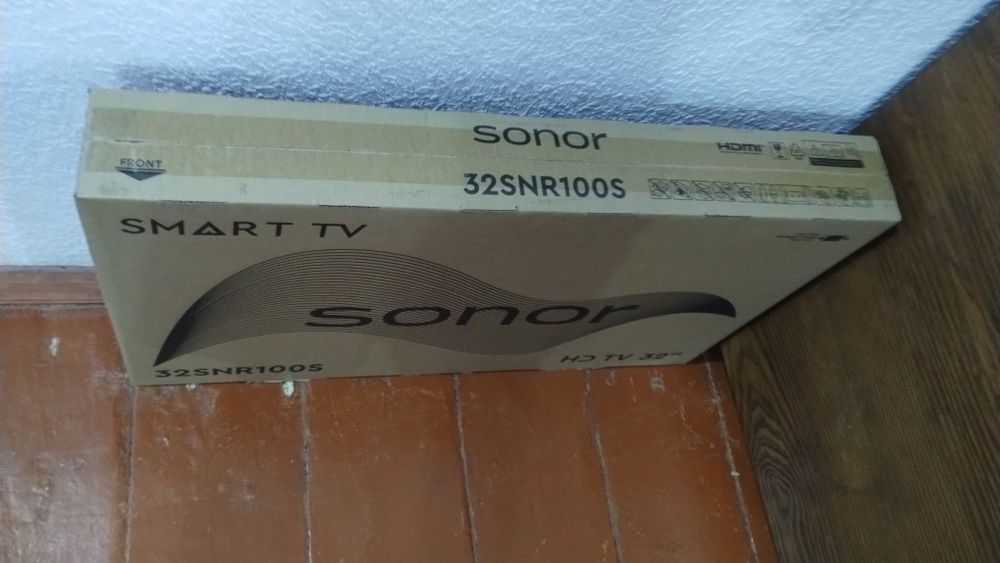 sonor
HDMI
FRONT
32SNR100S
SMART TV
sonor
32SNR100S
HD TV 32"